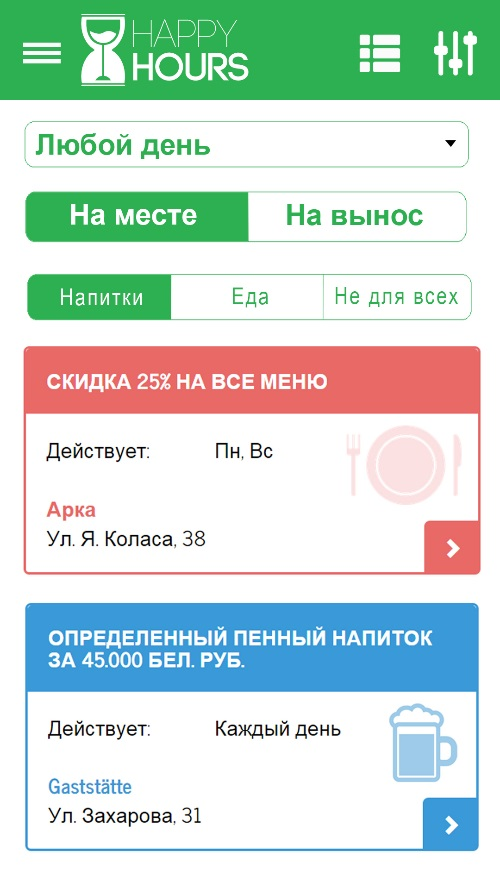 HAPPY
HOURS
Любой день
На месте На вынос
Напитки Еда Не для всех
СКИДКА 25% НА ВСЕ МЕНЮ
Действует: Пн, Вс
Арка
Ул. Я. Коласа, 38
ОПРЕДЕЛЕННЫЙ ПЕННЫЙ НАПИТОК
ЗА 45.000 БЕЛ. РУБ.
Действует: Каждый день
Gaststätte
Ул. Захарова, 31